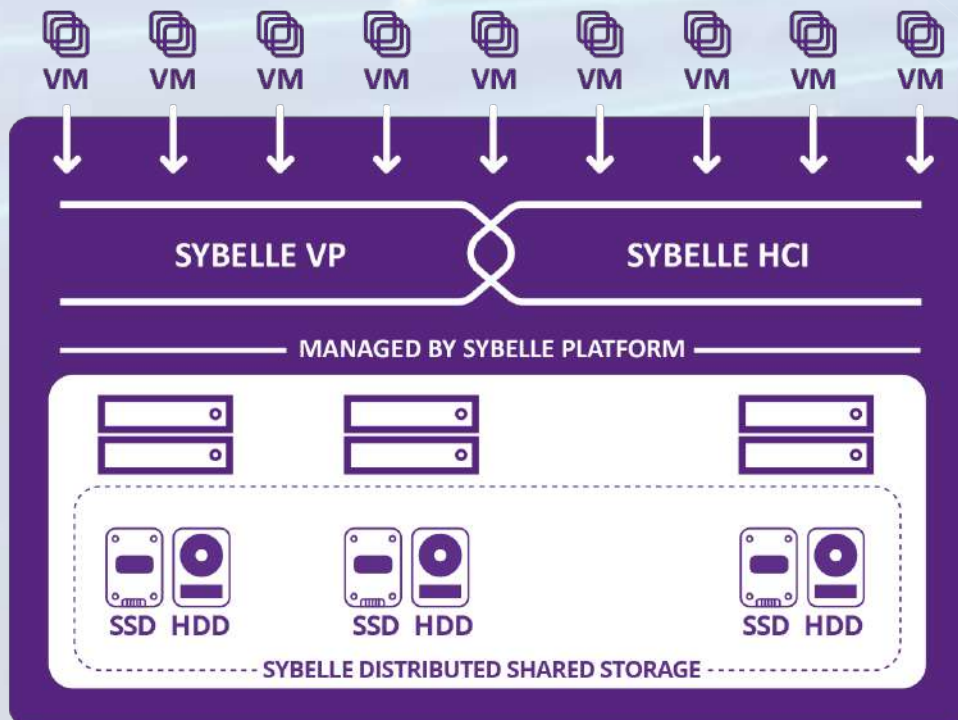 VM VM VM VM VM VM VM VM VM
SYBELLE VP SYBELLE HCI
MANAGED BY SYBELLE PLATFORM
SSD HDD SSD HDD SSD HDD
SYBELLE DISTRIBUTED SHARED STORAGE